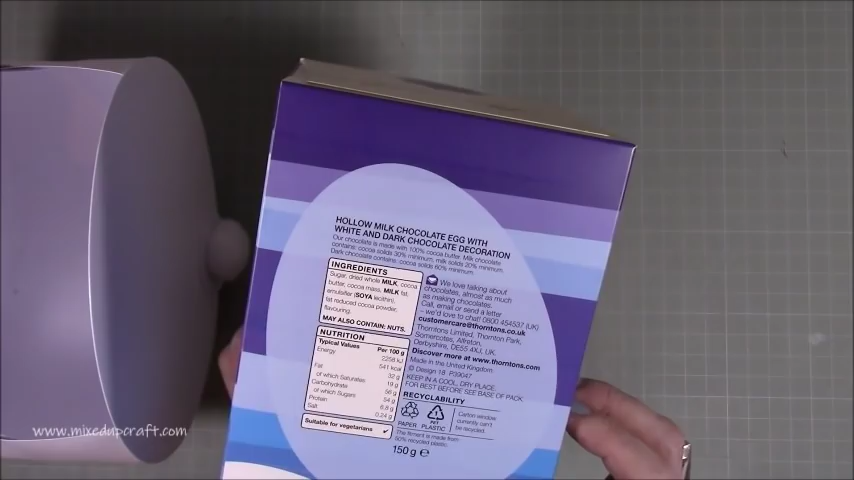 HOLLOW MILK CHOCOLATE EGG WITH
WHITE AND DARK CHOCOLATE DECORATION
Our chocolate is made with 100% cocoa butter. Milk chocolate
contains: cocoa solids 30% minimum, milk solids 20% minimum.
Dark chocolate contains: cocoa solids 60% minimum.
INGREDIENTS
Sugar, dried whole MILK, cocoa
butter, cocoa mass, MILK fat,
emulsifier (SOYA lecithin),
fat reduced cocoa powder,
flavouring.
MAY ALSO CONTAIN: NUTS.
NUTRITION
Typical Values Per 100 g
Energy 2258 kJ
541 kcal
Fat 32 g
of which Saturates 19 g
Carbohydrate 56 g
of which Sugars 54 g
Protein 6.8 g
Salt 0.24 g
Suitable for vegetarians ✔
We love talking about
chocolates, almost as much
as making chocolates.
Call, email or send a letter
– we'd love to chat! 0800 454537 (UK)
customercare@thorntons.co.uk
Thorntons Limited, Thornton Park,
Somercotes, Alfreton,
Derbyshire, DE55 4XJ, UK.
Discover more at www.thorntons.com
Made in the United Kingdom
© Design 18 P39047
KEEP IN A COOL, DRY PLACE.
FOR BEST BEFORE SEE BASE OF PACK.
RECYCLABILITY
PAPER
1
PET
PLASTIC
Carton window
currently can't
be recycled.
The fitment is made from
50% recycled plastic.
150 g ℮
www.mixedupcraft.com